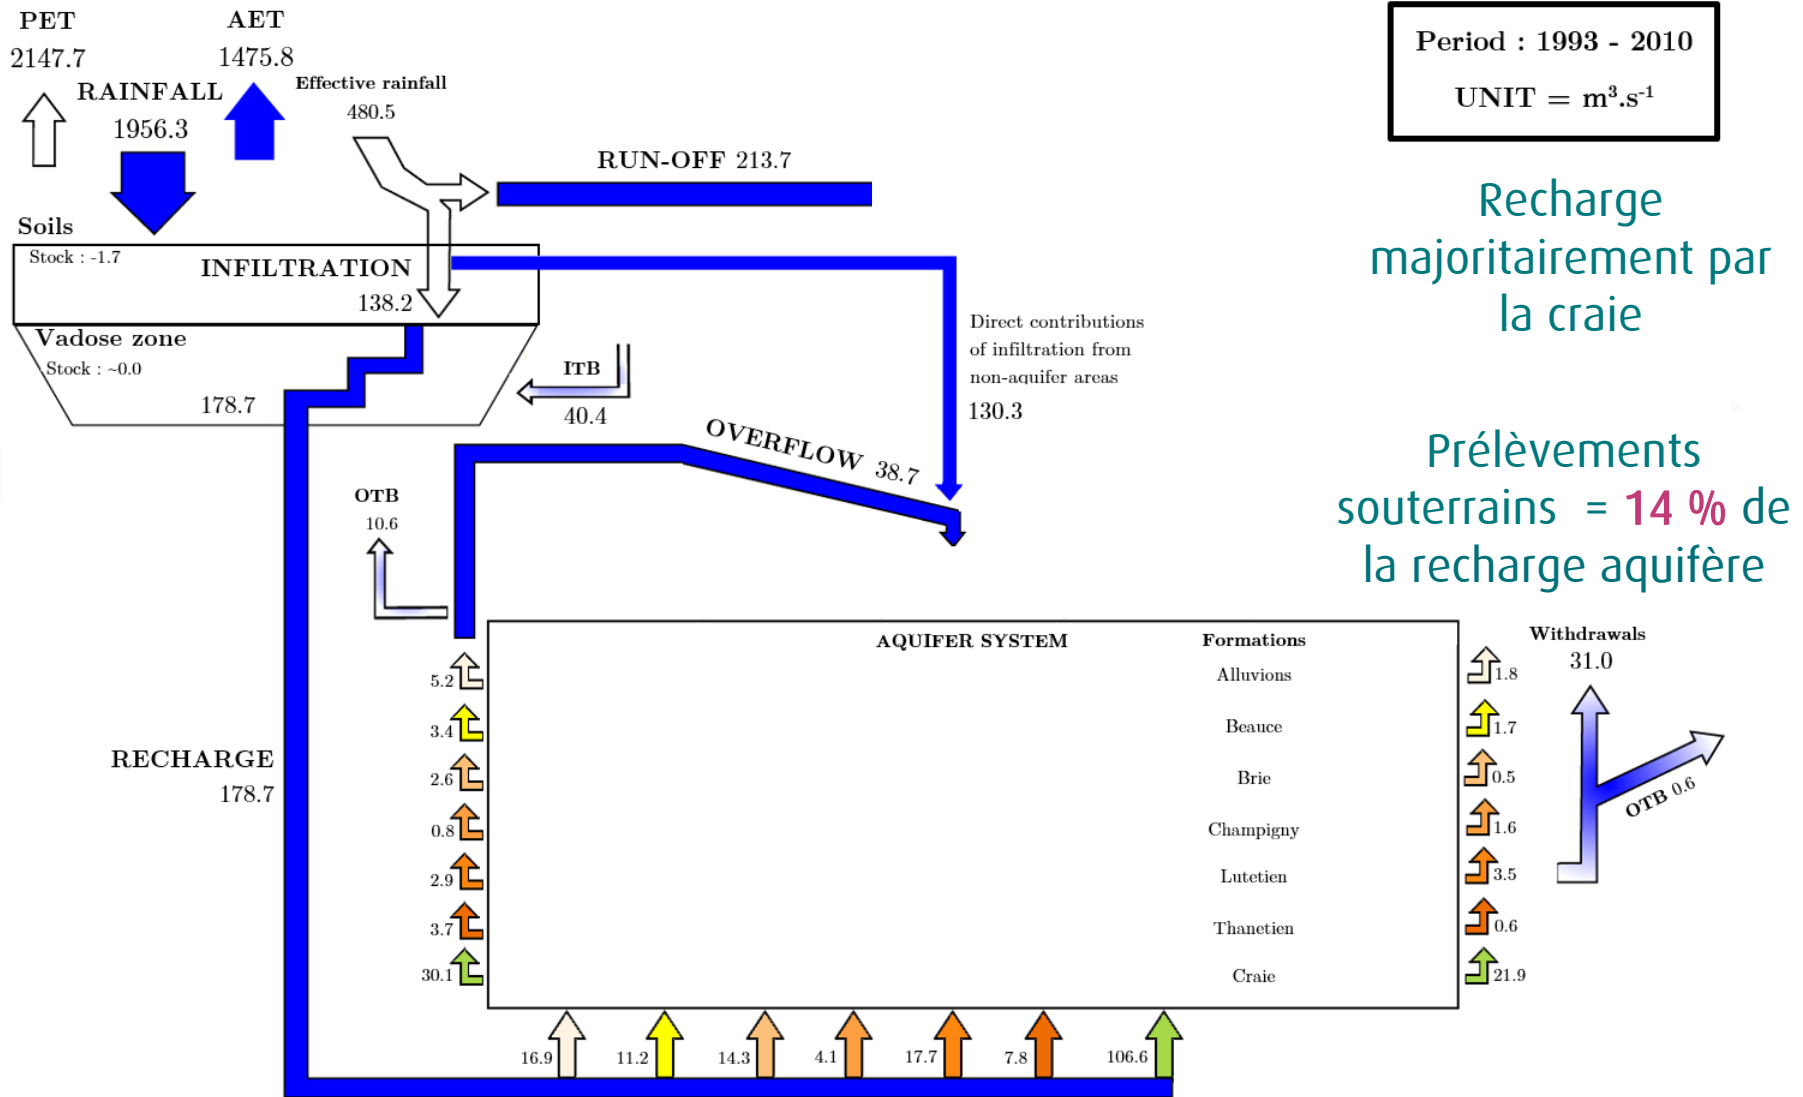 PET
2147.7
AET
1475.8
RAINFALL
1956.3
Effective rainfall
480.5
RUN-OFF 213.7
Period : 1993 - 2010
UNIT = m³.s⁻¹
Recharge
majoritairement par
la craie
Soils
Stock : -1.7
INFILTRATION
138.2
Vadose zone
Stock : ~0.0
178.7
ITB
40.4
Direct contributions
of infiltration from
non-aquifer areas
130.3
OVERFLOW 38.7
Prélèvements
souterrains = 14 % de
la recharge aquifère
OTB
10.6
RECHARGE
178.7
AQUIFER SYSTEM
Formations
Alluvions
Beauce
Brie
Champigny
Lutetien
Thanetien
Craie
5.2
3.4
2.6
0.8
2.9
3.7
30.1
1.8
1.7
0.5
1.6
3.5
0.6
21.9
Withdrawals
31.0
OTB 0.6
16.9
11.2
14.3
4.1
17.7
7.8
106.6